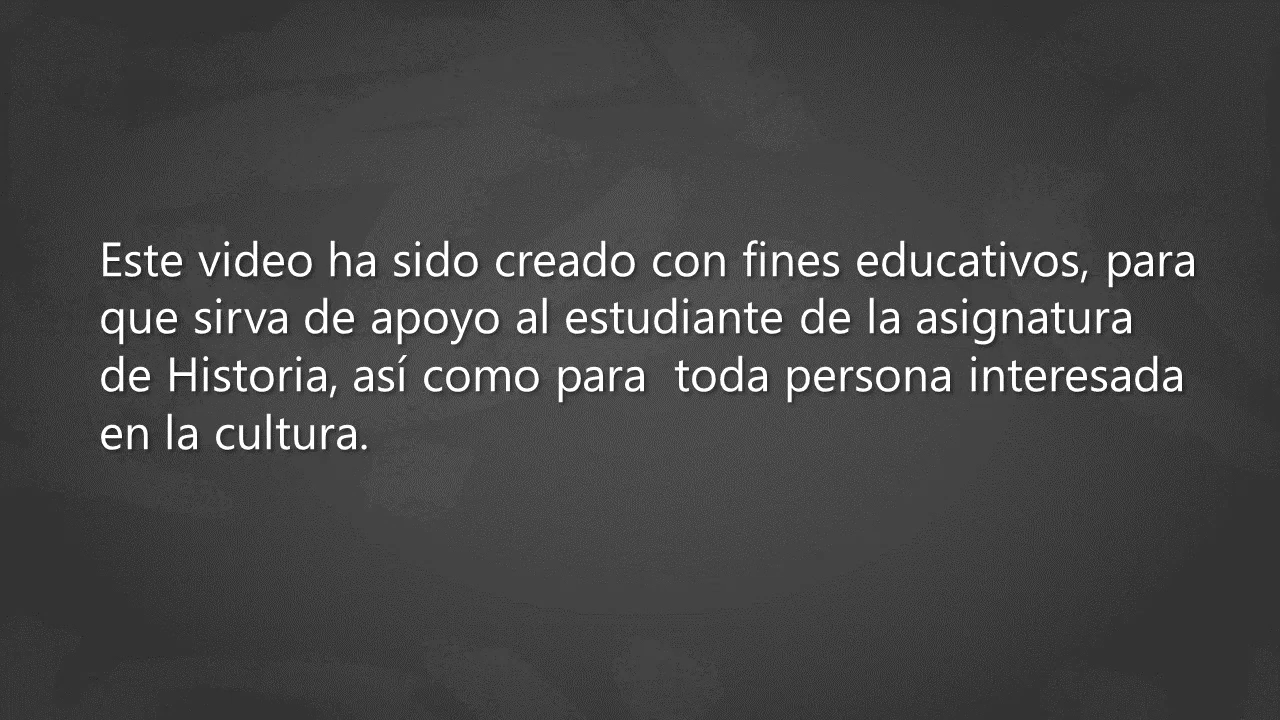 Este video ha sido creado con fines educativos, para
que sirva de apoyo al estudiante de la asignatura
de Historia, así como para  toda persona interesada
en la cultura.